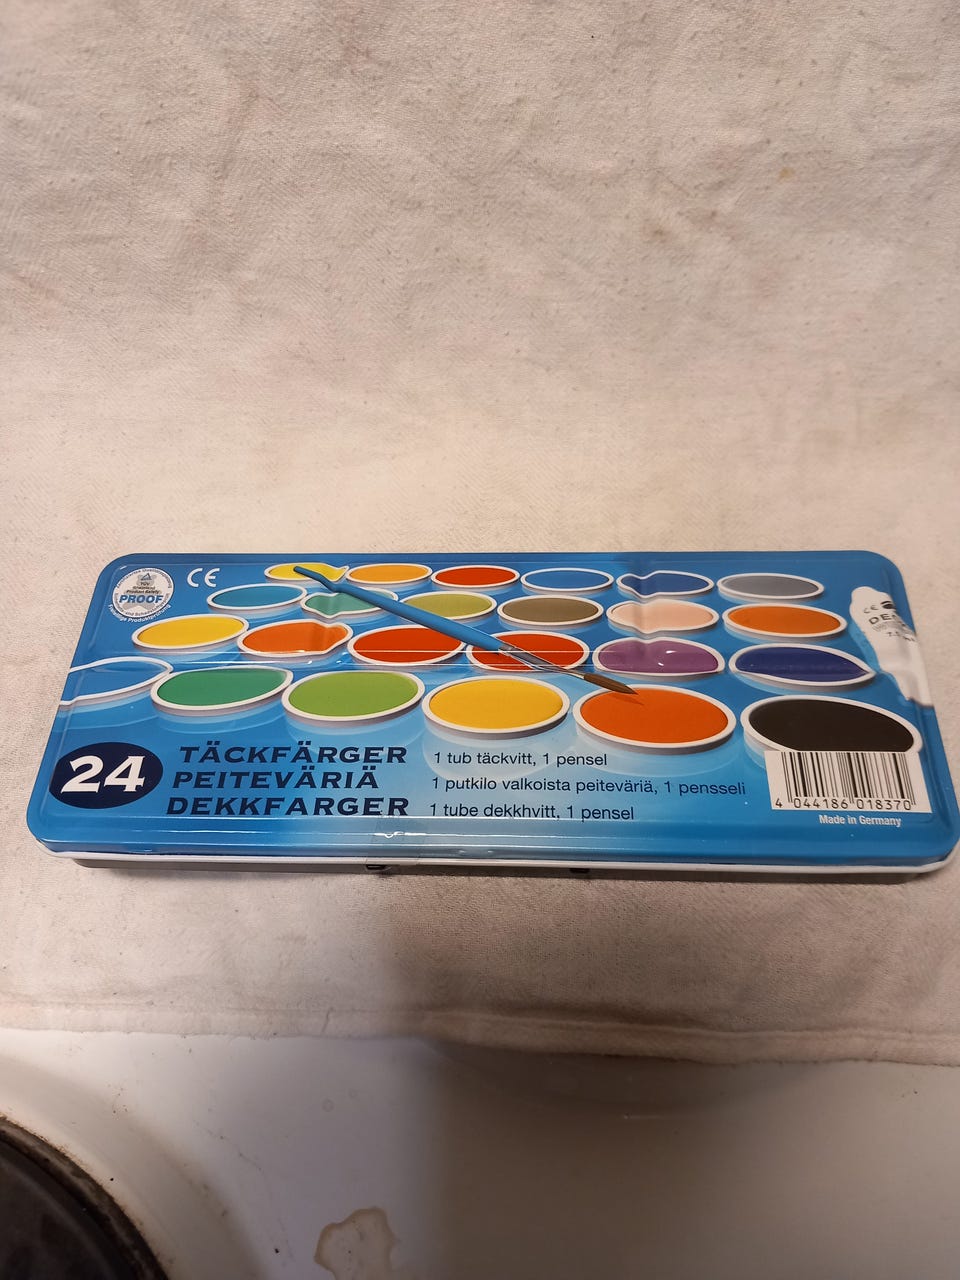 CE
PROOF
24
TÄCKFÄRGER
PEITEVÄRIÄ
DEKKFARGER
1 tub täckvitt, 1 pensel
1 putkilo valkoista peiteväriä, 1 pensseli
1 tube dekkhvitt, 1 pensel
4 044186 018370
Made in Germany
CE